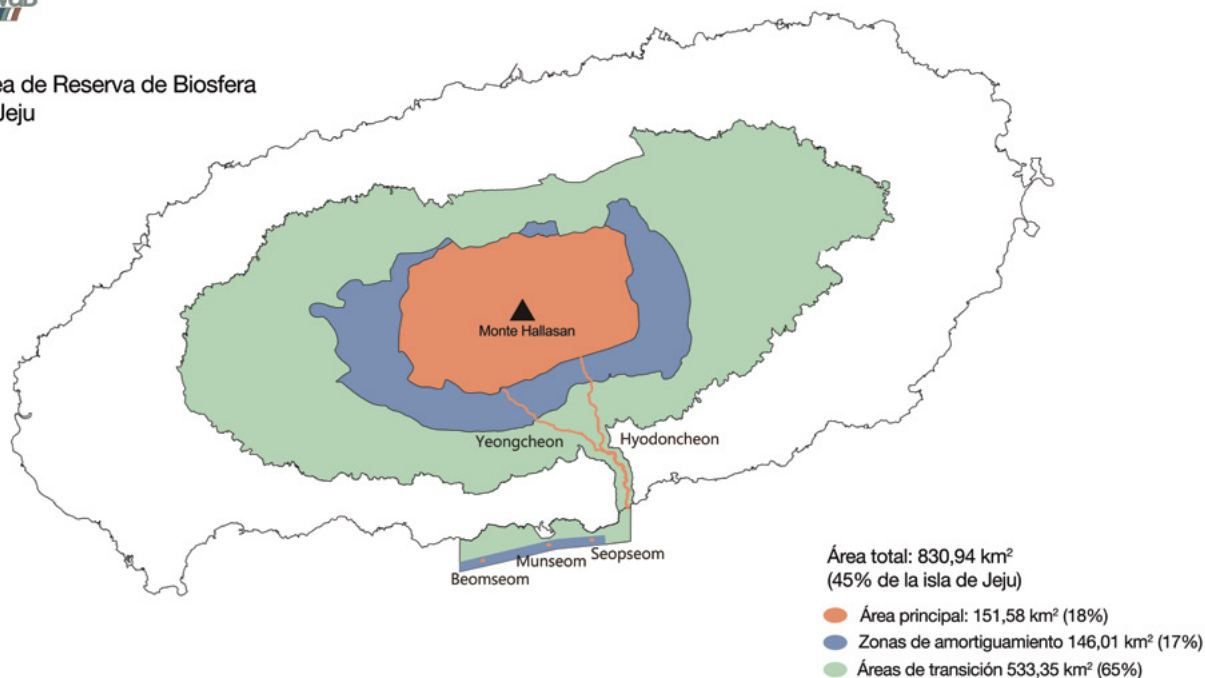 de Reserva de Biosfera
Jeju
Monte Hallasan
Yeongcheon
Hyodoncheon
Seopseom
Munseom
Beomseom
Área total: 830,94 km²
(45% de la isla de Jeju)
Área principal: 151,58 km² (18%)
Zonas de amortiguamiento 146,01 km² (17%)
Áreas de transición 533,35 km² (65%)